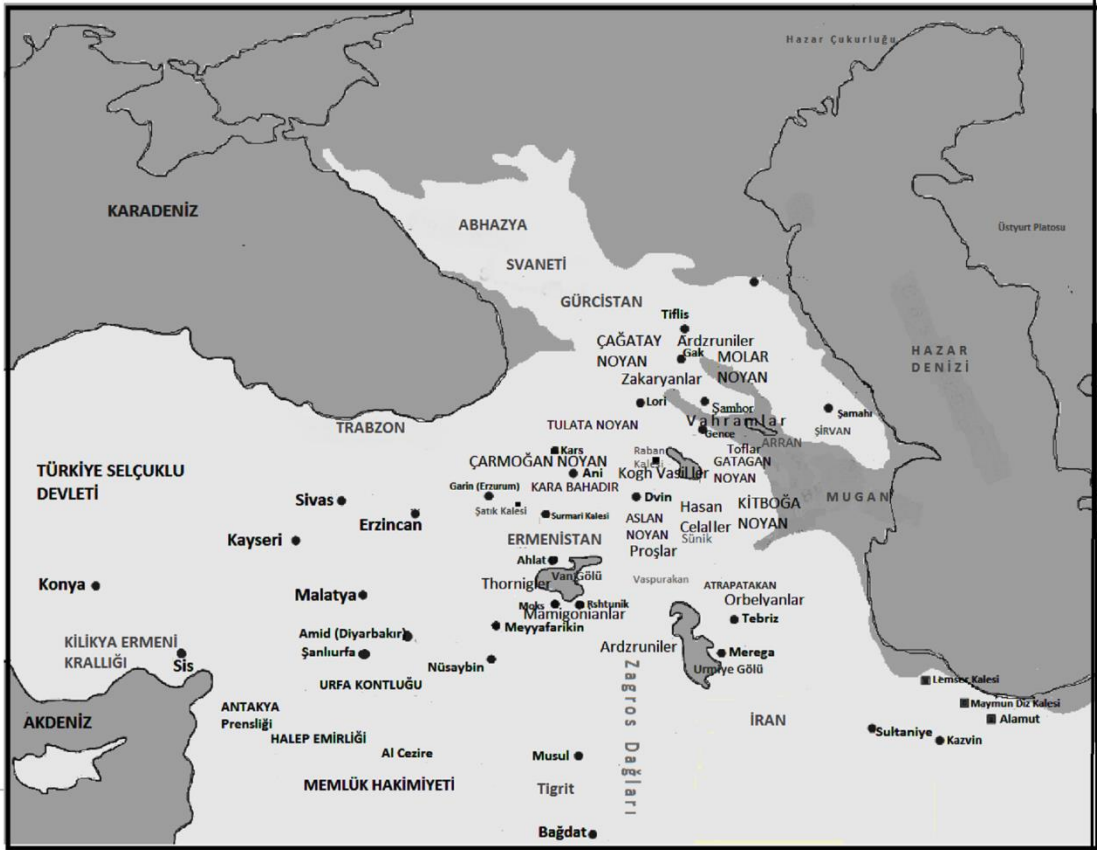 Hazar Çukurluğu
KARADENİZ
ABHAZYA
Üstyurt Platosu
SVANETİ
GÜRCİSTAN
Tiflis
ÇAĞATAY
NOYAN
Ardzruniler
Gak
MOLAR
NOYAN
HAZAR
DENİZİ
Zakaryanlar
Lori
Şamhor
Şamahı
TRABZON
TULATA NOYAN
Vahramlar
Gence
ŞİRVAN
ARRAN
Kars
Raban
Kalesi
Toflar
TÜRKİYE SELÇUKLU
DEVLETİ
ÇARMOĞAN NOYAN
Ani
Kogh Vasiller
GATAGAN
NOYAN
Garin (Erzurum)
KARA BAHADIR
Dvin
MUGAN
Sivas
Şatık Kalesi
Surmari Kalesi
Hasan
Celaller
KİTBOĞA
NOYAN
Erzincan
ASLAN
NOYAN
Sünik
Kayseri
ERMENİSTAN
Proşlar
Ahlat
Konya
Thornigler
Van Gölü
Vaspurakan
ATRAPATAKAN
Orbelyanlar
Malatya
Moks
Rshtunik
Mamigonianlar
Tebriz
Meyyafarikin
Amid (Diyarbakır)
KİLİKYA ERMENİ
KRALLIĞI
Sis
Şanlıurfa
Nüsaybin
Ardzruniler
Merega
Urmiye Gölü
Lemser Kalesi
URFA KONTLUĞU
Zagros Dağları
Maymun Diz Kalesi
ANTAKYA
Prensliği
AKDENİZ
İRAN
Alamut
HALEP EMİRLİĞİ
Sultaniye
Kazvin
Al Cezire
Musul
MEMLÜK HAKİMİYETİ
Tigrit
Bağdat